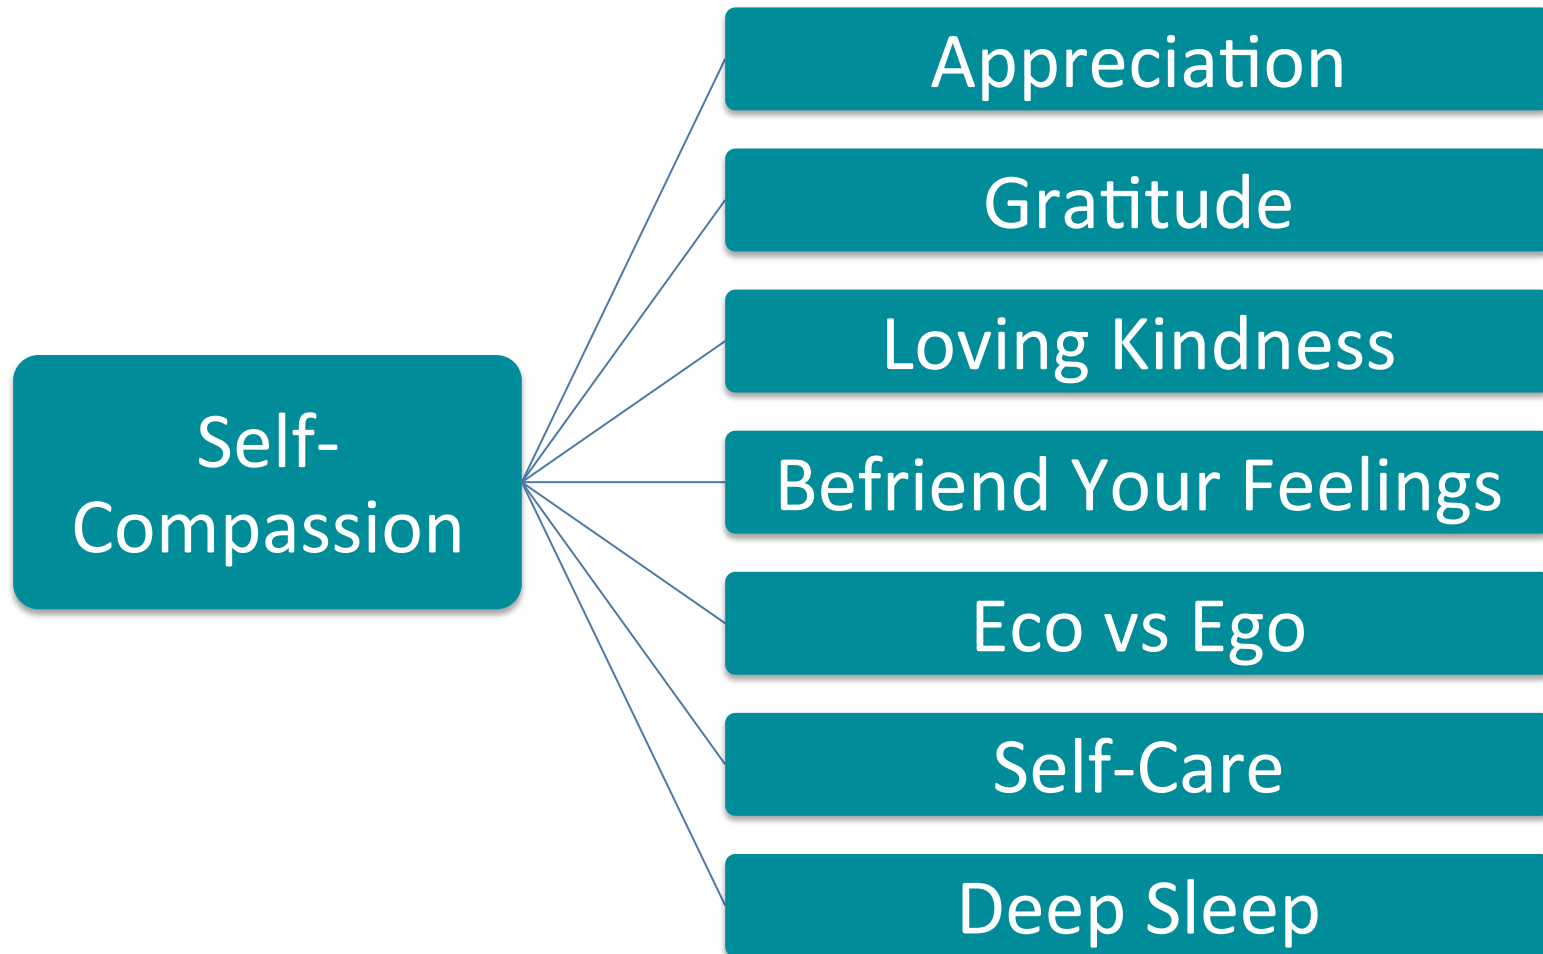 Self-
Compassion
Appreciation
Gratitude
Loving Kindness
Befriend Your Feelings
Eco vs Ego
Self-Care
Deep Sleep